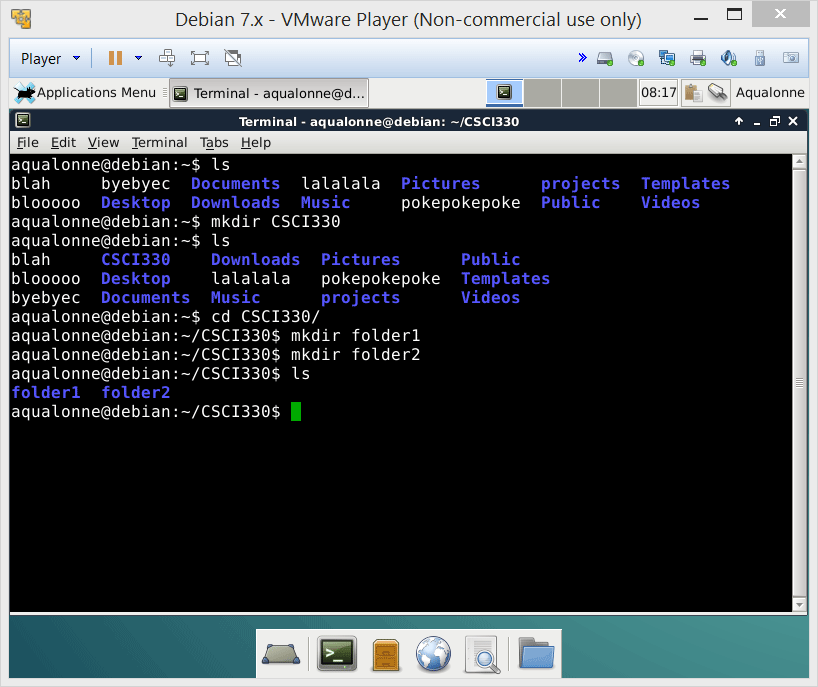 Debian 7.x - VMware Player (Non-commercial use only)
Player
Applications Menu Terminal - aqualonne@d... 08:17 Aqualonne
Terminal - aqualonne@debian: ~/CSCI330
File Edit View Terminal Tabs Help
aqualonne@debian:~$ ls
blah byebyec Documents lalalala Pictures projects Templates
blooooo Desktop Downloads Music pokepokepoke Public Videos
aqualonne@debian:~$ mkdir CSCI330
aqualonne@debian:~$ ls
blah CSCI330 Downloads Pictures Public
blooooo Desktop lalalala pokepokepoke Templates
byebyec Documents Music projects Videos
aqualonne@debian:~$ cd CSCI330/
aqualonne@debian:~/CSCI330$ mkdir folder1
aqualonne@debian:~/CSCI330$ mkdir folder2
aqualonne@debian:~/CSCI330$ ls
folder1 folder2
aqualonne@debian:~/CSCI330$